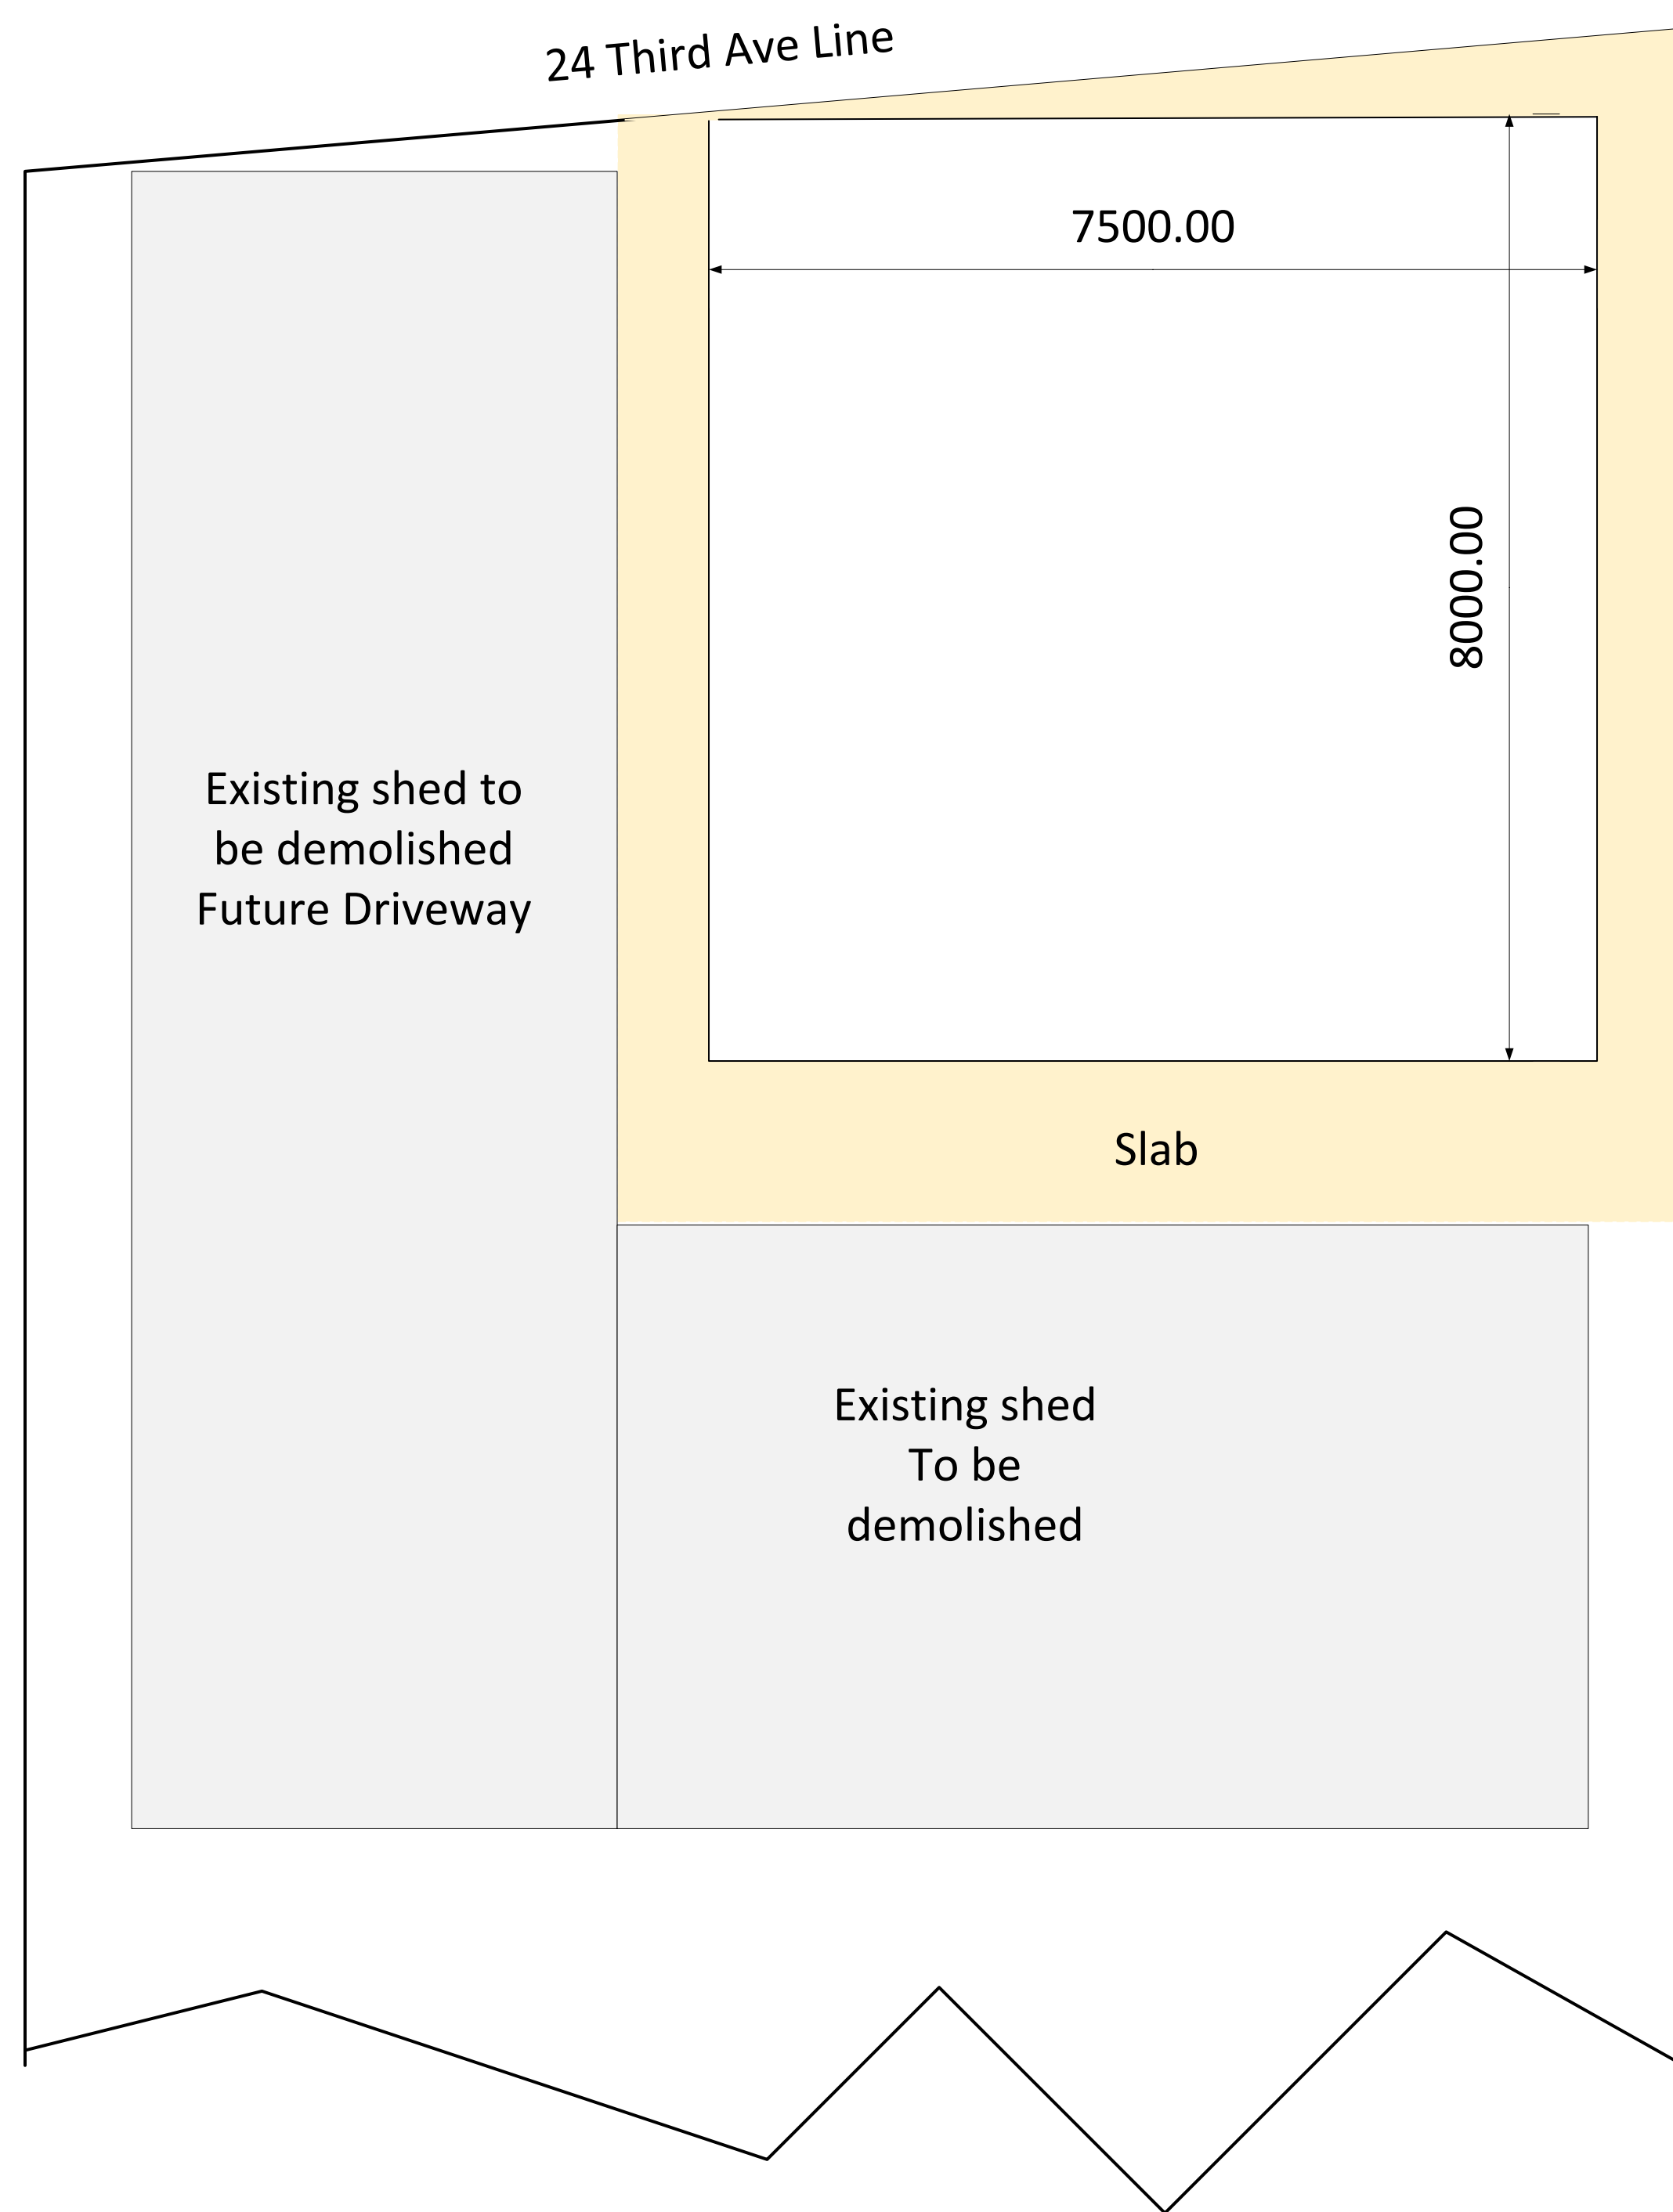 24 Third Ave Line
7500.00
8000.00
Existing shed to
be demolished
Future Driveway
Slab
Existing shed
To be
demolished